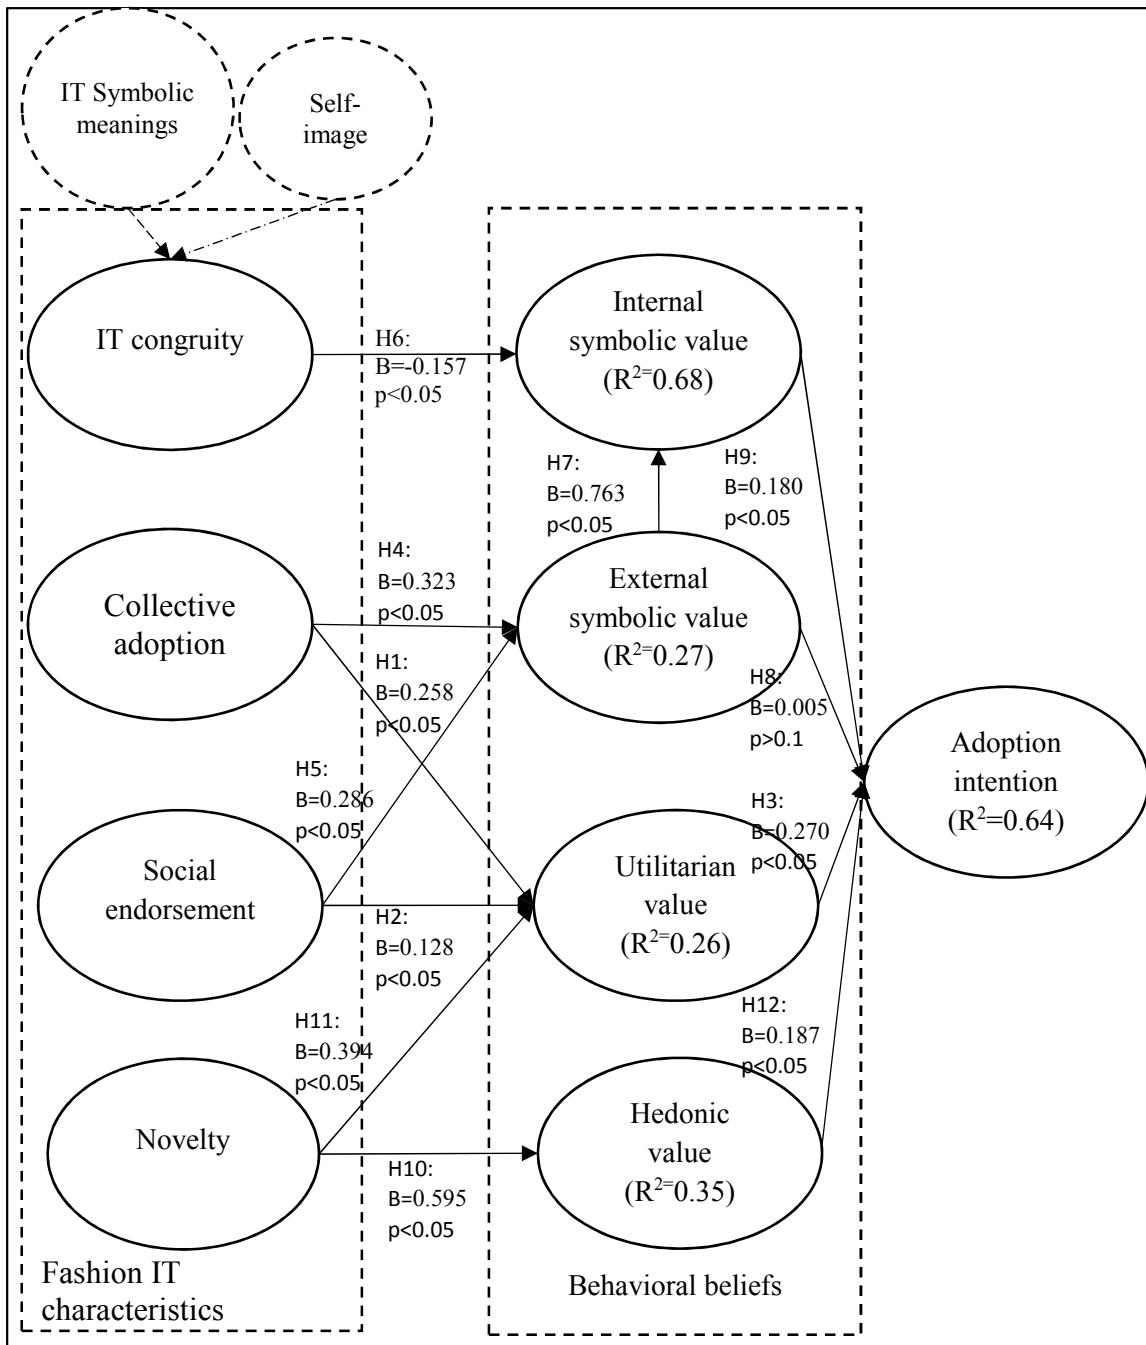 IT Symbolic
meanings
Self-
image
IT congruity
H6:
B=-0.157
p<0.05
Internal
symbolic value
(R²⁼0.68)
H7:
B=0.763
p<0.05
H9:
B=0.180
p<0.05
Collective
adoption
H4:
B=0.323
p<0.05
External
symbolic value
(R²⁼0.27)
H1:
B=0.258
p<0.05
H8:
B=0.005
p>0.1
Adoption
intention
(R²=0.64)
H5:
B=0.286
p<0.05
H3:
B=0.270
p<0.05
Social
endorsement
H2:
B=0.128
p<0.05
Utilitarian
value
(R²⁼0.26)
H11:
B=0.394
p<0.05
H12:
B=0.187
p<0.05
Novelty
H10:
B=0.595
p<0.05
Hedonic
value
(R²⁼0.35)
Fashion IT
characteristics
Behavioral beliefs